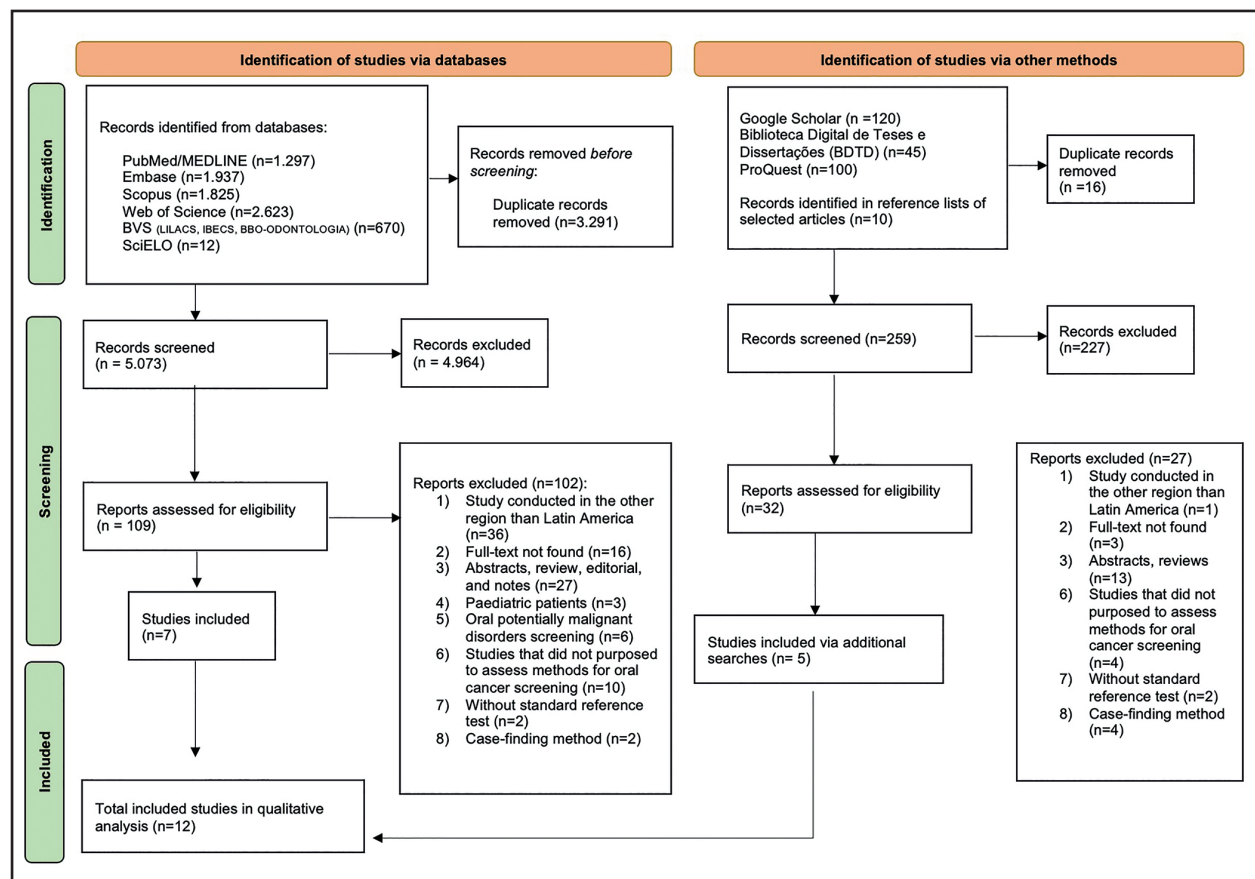 Identification of studies via databases
Identification of studies via other methods
Identification
Records identified from databases:
PubMed/MEDLINE (n=1.297)
Embase (n=1.937)
Scopus (n=1.825)
Web of Science (n=2.623)
BVS (LILACS, IBECS, BBO-ODONTOLOGIA) (n=670)
SciELO (n=12)
Records removed before
screening:
Duplicate records
removed (n=3.291)
Google Scholar (n =120)
Biblioteca Digital de Teses e
Dissertações (BDTD) (n=45)
ProQuest (n=100)
Records identified in reference lists of
selected articles (n=10)
Duplicate records
removed
(n =16)
Screening
Records screened
(n = 5.073)
Records excluded
(n = 4.964)
Records screened (n=259)
Records excluded
(n=227)
Reports assessed for eligibility
(n = 109)
Reports excluded (n=102):
1) Study conducted in the other
region than Latin America
(n=36)
2) Full-text not found (n=16)
3) Abstracts, review, editorial,
and notes (n=27)
4) Paediatric patients (n=3)
5) Oral potentially malignant
disorders screening (n=6)
6) Studies that did not purposed
to assess methods for oral
cancer screening (n=10)
7) Without standard reference
test (n=2)
8) Case-finding method (n=2)
Reports assessed for eligibility
(n=32)
Reports excluded (n=27)
1) Study conducted in
the other region than
Latin America (n=1)
2) Full-text not found
(n=3)
3) Abstracts, reviews
(n=13)
6) Studies that did not
purposed to assess
methods for oral
cancer screening
(n=4)
7) Without standard
reference test (n=2)
8) Case-finding method
(n=4)
Studies included
(n=7)
Studies included via additional
searches (n= 5)
Included
Total included studies in qualitative
analysis (n=12)